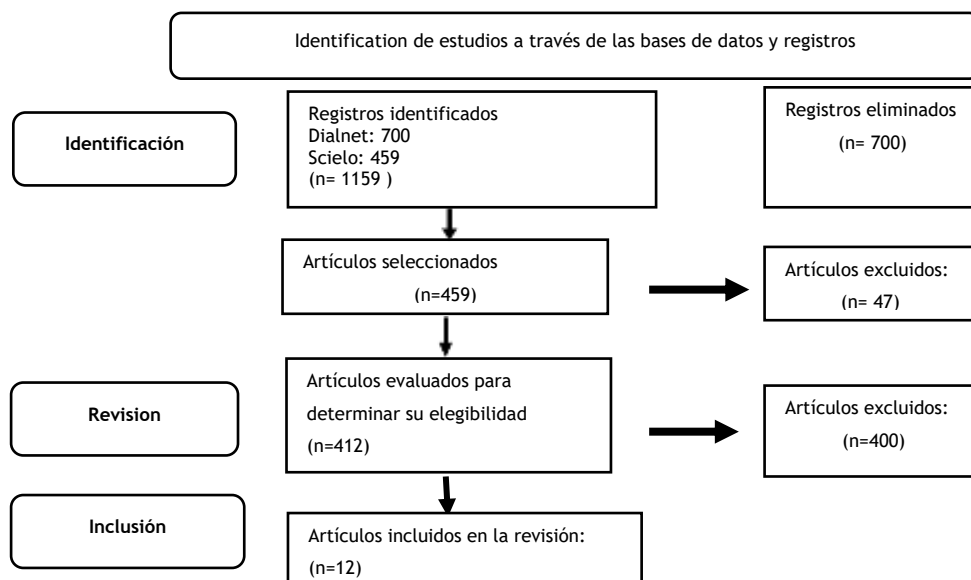 Identification de estudios a través de las bases de datos y registros
Identificación
Registros identificados
Dialnet: 700
Scielo: 459
(n= 1159 )
Registros eliminados
(n= 700)
Artículos seleccionados
(n=459)
Artículos excluidos:
(n= 47)
Revision
Artículos evaluados para
determinar su elegibilidad
(n=412)
Artículos excluidos:
(n=400)
Inclusión
Artículos incluidos en la revisión:
(n=12)